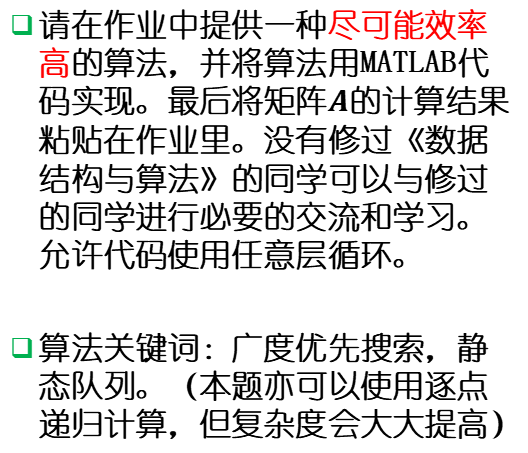 请在作业中提供一种尽可能效率
高的算法，并将算法用MATLAB代
码实现。最后将矩阵A的计算结果
粘贴在作业里。没有修过《数据
结构与算法》的同学可以与修过
的同学进行必要的交流和学习。
允许代码使用任意层循环。
算法关键词：广度优先搜索，静
态队列。（本题亦可以使用逐点
递归计算，但复杂度会大大提高）